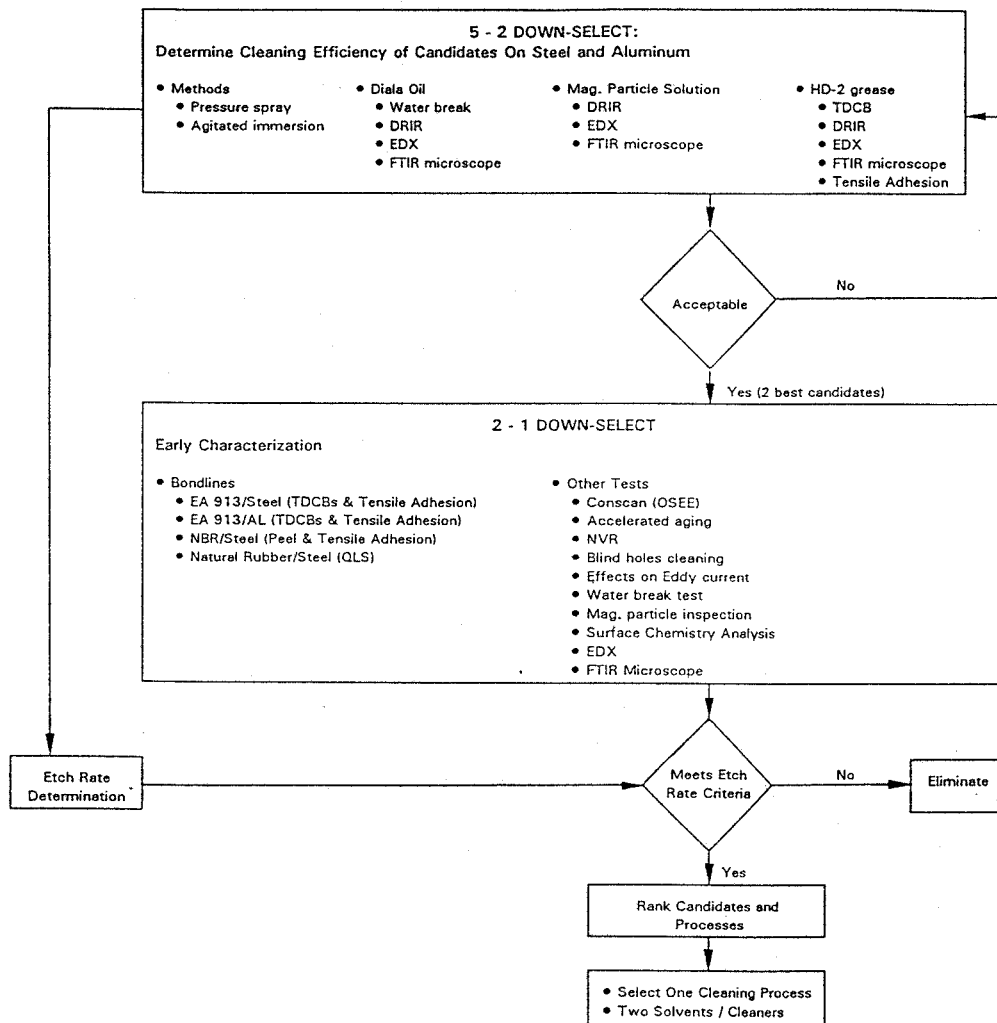 5 - 2 DOWN-SELECT:
Determine Cleaning Efficiency of Candidates On Steel and Aluminum
• Methods
• Pressure spray
• Agitated immersion
• Diala Oil
• Water break
• DRIR
• EDX
• FTIR microscope
• Mag. Particle Solution
• DRIR
• EDX
• FTIR microscope
• HD-2 grease
• TDCB
• DRIR
• EDX
• FTIR microscope
• Tensile Adhesion
Acceptable
No
Yes (2 best candidates)
2 - 1 DOWN-SELECT
Early Characterization
• Bondlines
• EA 913/Steel (TDCBs & Tensile Adhesion)
• EA 913/AL (TDCBs & Tensile Adhesion)
• NBR/Steel (Peel & Tensile Adhesion)
• Natural Rubber/Steel (QLS)
• Other Tests
• Conscan (OSEE)
• Accelerated aging
• NVR
• Blind holes cleaning
• Effects on Eddy current
• Water break test
• Mag. particle inspection
• Surface Chemistry Analysis
• EDX
• FTIR Microscope
Etch Rate
Determination
Meets Etch
Rate Criteria
No
Eliminate
Yes
Rank Candidates and
Processes
• Select One Cleaning Process
• Two Solvents / Cleaners